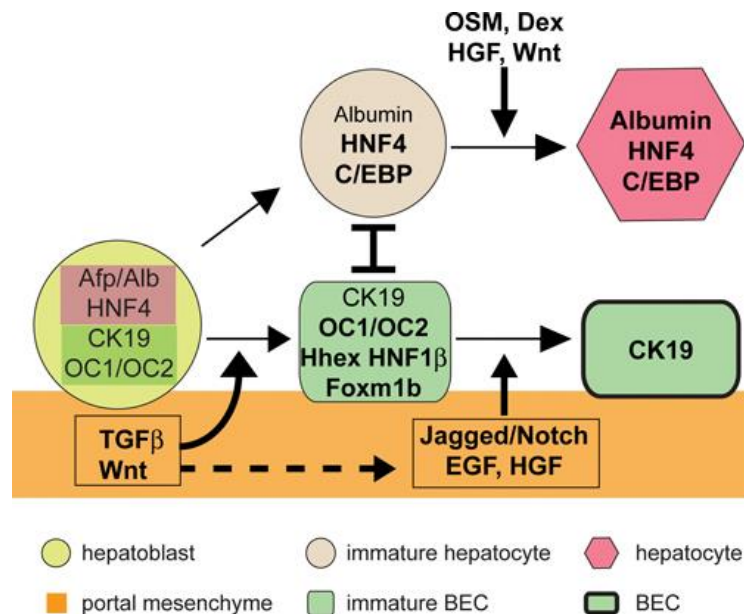 OSM, Dex
HGF, Wnt
Albumin
HNF4
C/EBP
Albumin
HNF4
C/EBP
Afp/Alb
HNF4
CK19
OC1/OC2
CK19
OC1/OC2
Hhex HNF1β
Foxm1b
CK19
TGFβ
Wnt
Jagged/Notch
EGF, HGF
hepatoblast
immature hepatocyte
hepatocyte
portal mesenchyme
immature BEC
BEC